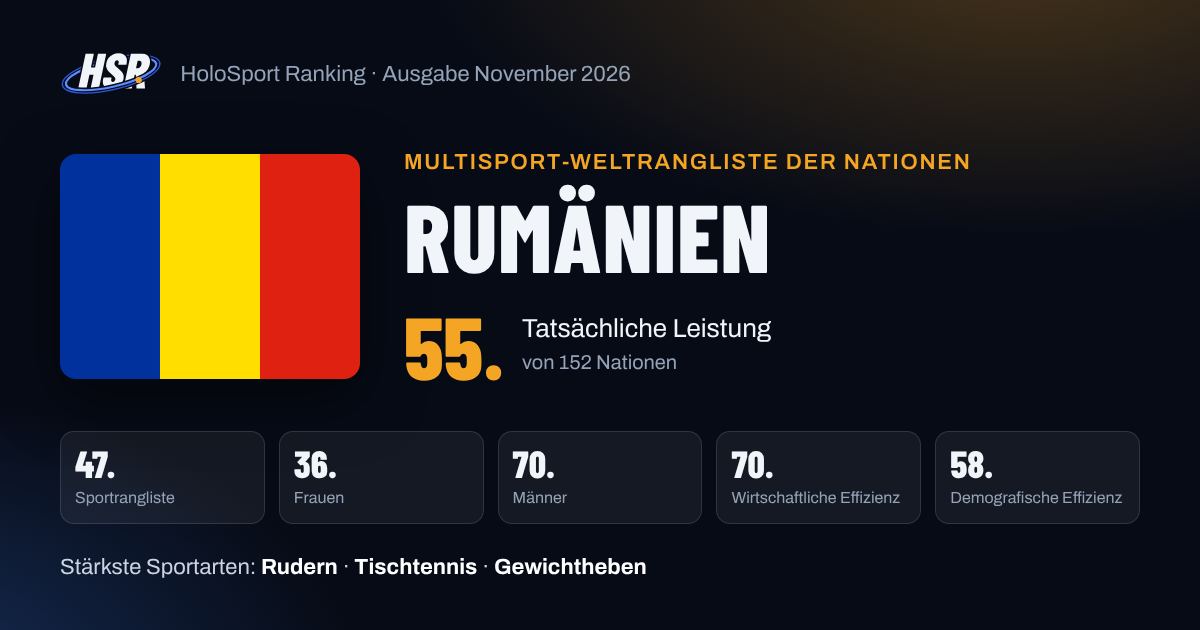 HSR HoloSport Ranking · Ausgabe November 2026
MULTISPORT-WELTRANGLISTE DER NATIONEN
RUMÄNIEN
55. Tatsächliche Leistung
von 152 Nationen
47. 36. 70. 70. 58.
Sportrangliste Frauen Männer Wirtschaftliche Effizienz Demografische Effizienz
Stärkste Sportarten: Rudern · Tischtennis · Gewichtheben